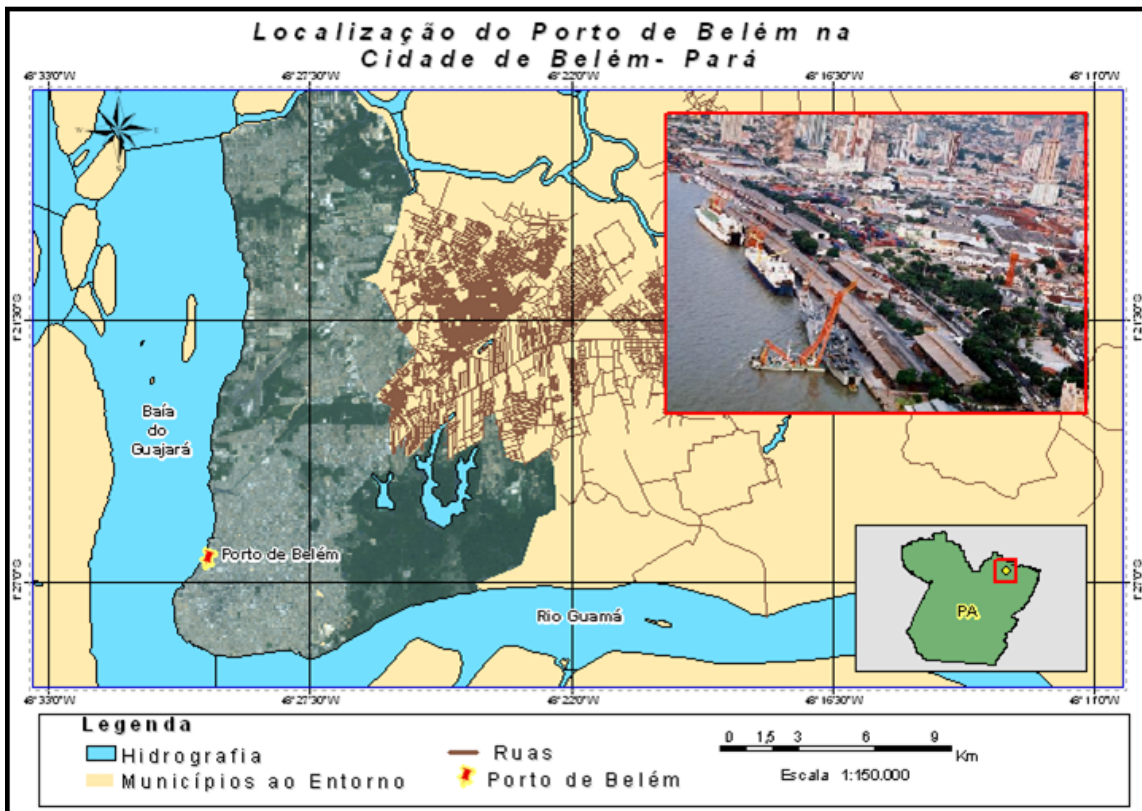 Localização do Porto de Belém na
Cidade de Belém- Pará
48°33'0"W 48°27'30"W 48°22'0"W 48°16'30"W 48°11'0"W
1°21'30"S 1°21'30"S
Baía
do
Guajará
Porto de Belém
1°27'0"S 1°27'0"S
Rio Guamá
PA
48°33'0"W 48°27'30"W 48°22'0"W 48°16'30"W 48°11'0"W
Legenda
Hidrografia
Municípios ao Entorno
Ruas
Porto de Belém
0 1,5 3 6 9
Km
Escala 1:150.000